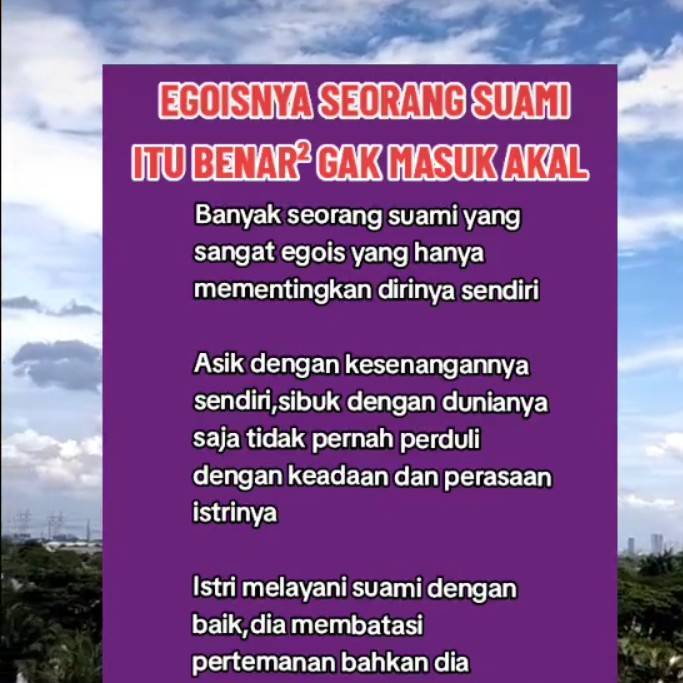 EGOISNYA SEORANG SUAMI
ITU BENAR² GAK MASUK AKAL
Banyak seorang suami yang
sangat egois yang hanya
mementingkan dirinya sendiri
Asik dengan kesenangannya
sendiri,sibuk dengan dunianya
saja tidak pernah perduli
dengan keadaan dan perasaan
istrinya
Istri melayani suami dengan
baik,dia membatasi
pertemanan bahkan dia